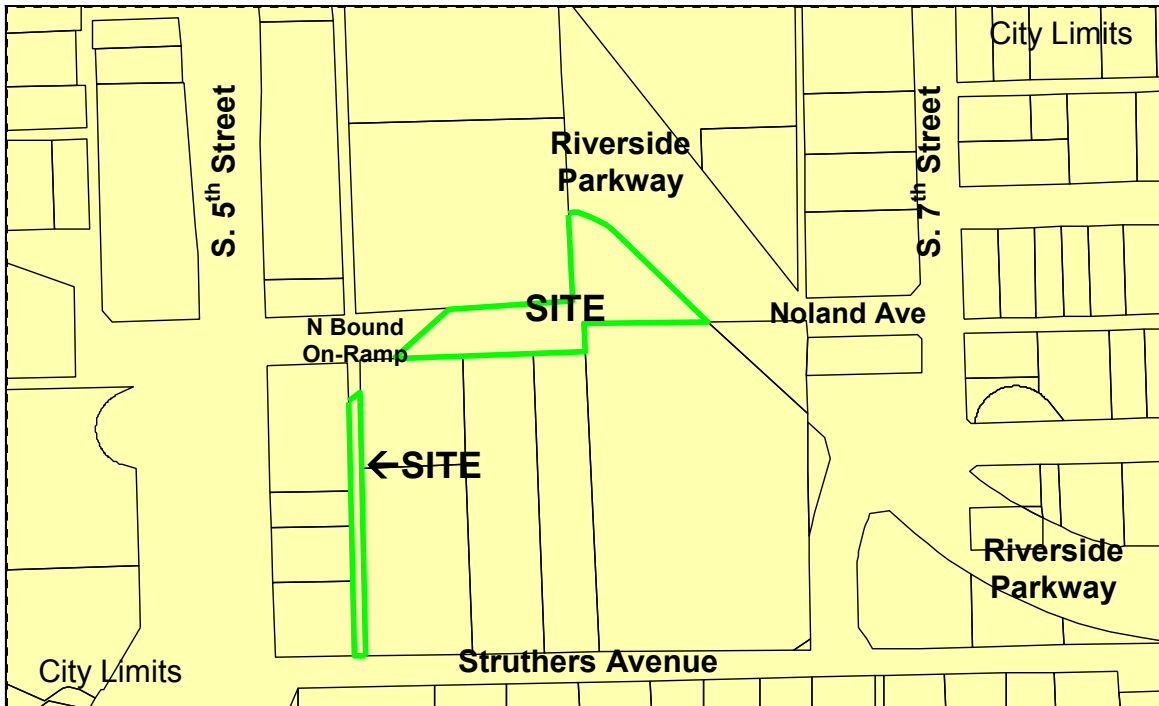 City Limits
S. 5th Street
Riverside
Parkway
S. 7th Street
SITE
Noland Ave
N Bound
On-Ramp
←SITE
Riverside
Parkway
Struthers Avenue
City Limits